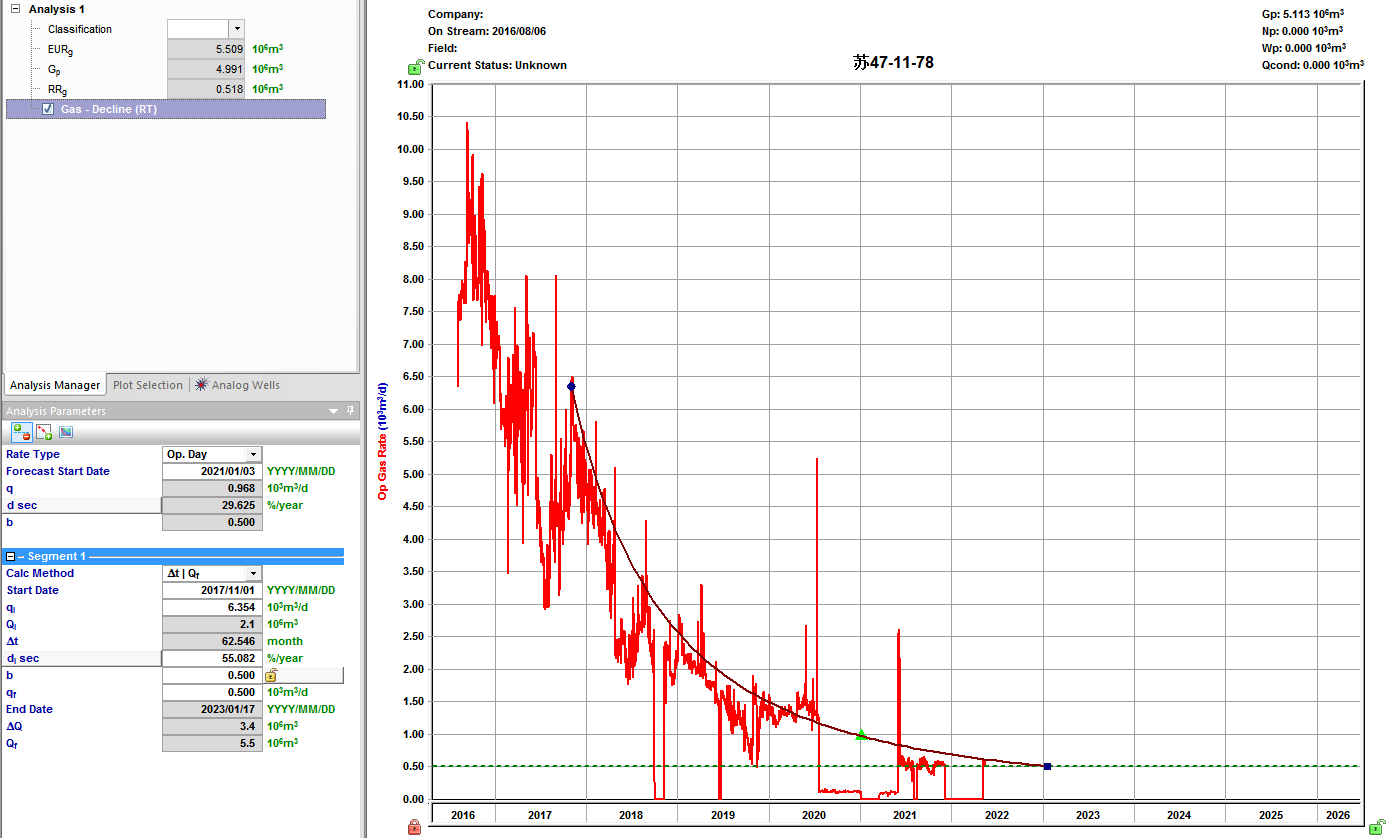 Analysis 1
Classification
EURg 5.509 10⁶m³
Gp 4.991 10⁶m³
RRg 0.518 10⁶m³
Gas - Decline (RT)
Analysis Manager Plot Selection Analog Wells
Analysis Parameters
Rate Type Op. Day
Forecast Start Date 2021/01/03 YYYY/MM/DD
q 0.968 10³m³/d
d sec 29.625 %/year
b 0.500
Segment 1
Calc Method Δt | Qf
Start Date 2017/11/01 YYYY/MM/DD
qi 6.354 10³m³/d
Qi 2.1 10⁶m³
Δt 62.546 month
di sec 55.082 %/year
b 0.500
qf 0.500 10³m³/d
End Date 2023/01/17 YYYY/MM/DD
ΔQ 3.4 10⁶m³
Qf 5.5 10⁶m³
Company:
On Stream: 2016/08/06
Field:
Current Status: Unknown
苏47-11-78
Gp: 5.113 10⁶m³
Np: 0.000 10³m³
Wp: 0.000 10³m³
Qcond: 0.000 10³m³
Op Gas Rate (10³m³/d)
11.00
10.50
10.00
9.50
9.00
8.50
8.00
7.50
7.00
6.50
6.00
5.50
5.00
4.50
4.00
3.50
3.00
2.50
2.00
1.50
1.00
0.50
0.00
2016 2017 2018 2019 2020 2021 2022 2023 2024 2025 2026